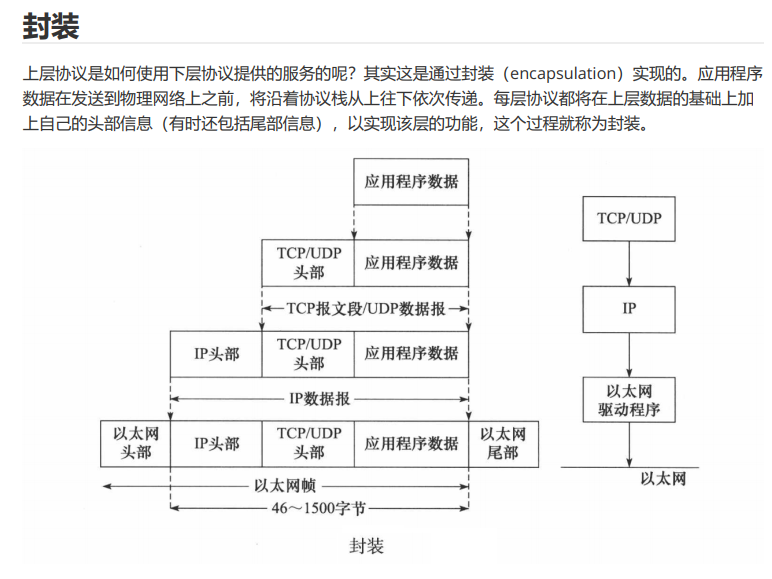 封装
上层协议是如何使用下层协议提供的服务的呢？其实这是通过封装（encapsulation）实现的。应用程序
数据在发送到物理网络上之前，将沿着协议栈从上往下依次传递。每层协议都将在上层数据的基础上加
上自己的头部信息（有时还包括尾部信息），以实现该层的功能，这个过程就称为封装。
应用程序数据
TCP/UDP
头部
应用程序数据
TCP报文段/UDP数据报
IP头部
TCP/UDP
头部
应用程序数据
IP数据报
以太网
头部
IP头部
TCP/UDP
头部
应用程序数据
以太网
尾部
以太网帧
46～1500字节
TCP/UDP
IP
以太网
驱动程序
以太网
封装